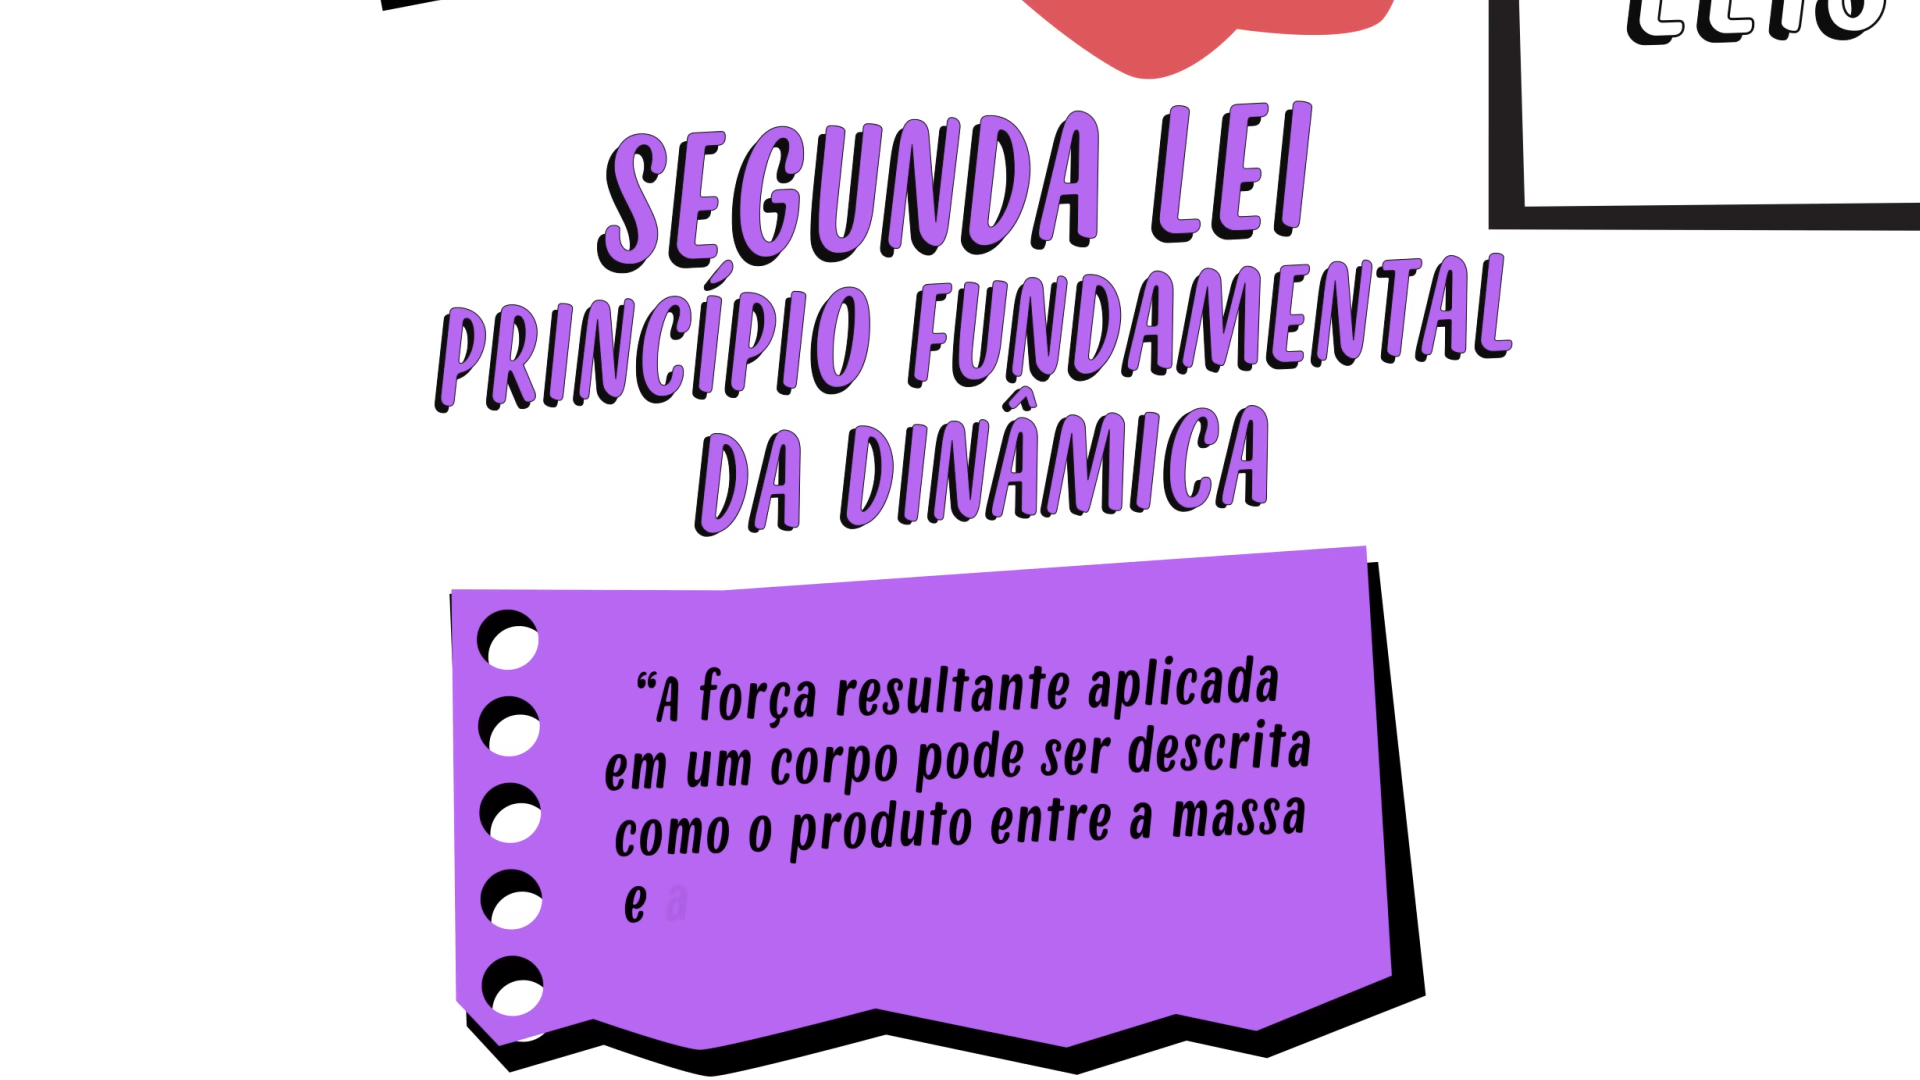 SEGUNDA LEI
PRINCÍPIO FUNDAMENTAL
DA DINÂMICA
“A força resultante aplicada
em um corpo pode ser descrita
como o produto entre a massa
e a